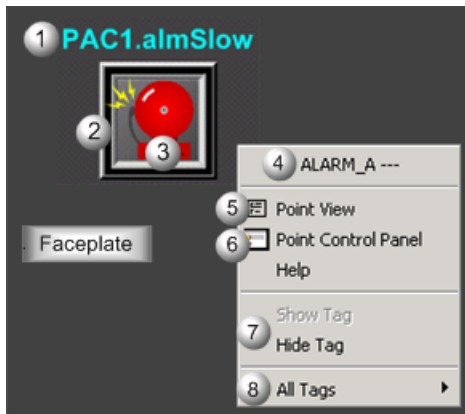 1 PAC1.almSlow
2
3
4 ALARM_A ---
5 Point View
Faceplate
6 Point Control Panel
Help
Show Tag
7
Hide Tag
8 All Tags